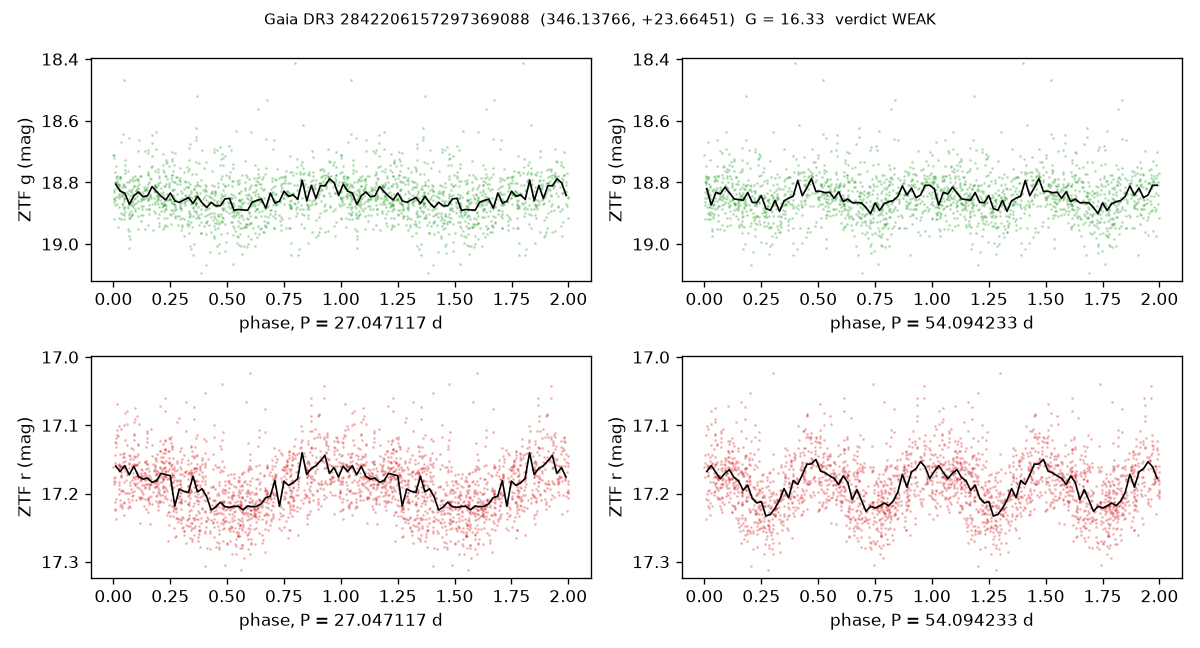 Gaia DR3 2842206157297369088 (346.13766, +23.66451) G = 16.33 verdict WEAK
ZTF g (mag)
18.4
18.6
18.8
19.0
0.00 0.25 0.50 0.75 1.00 1.25 1.50 1.75 2.00
phase, P = 27.047117 d
ZTF g (mag)
18.4
18.6
18.8
19.0
0.00 0.25 0.50 0.75 1.00 1.25 1.50 1.75 2.00
phase, P = 54.094233 d
ZTF r (mag)
17.0
17.1
17.2
17.3
0.00 0.25 0.50 0.75 1.00 1.25 1.50 1.75 2.00
phase, P = 27.047117 d
ZTF r (mag)
17.0
17.1
17.2
17.3
0.00 0.25 0.50 0.75 1.00 1.25 1.50 1.75 2.00
phase, P = 54.094233 d